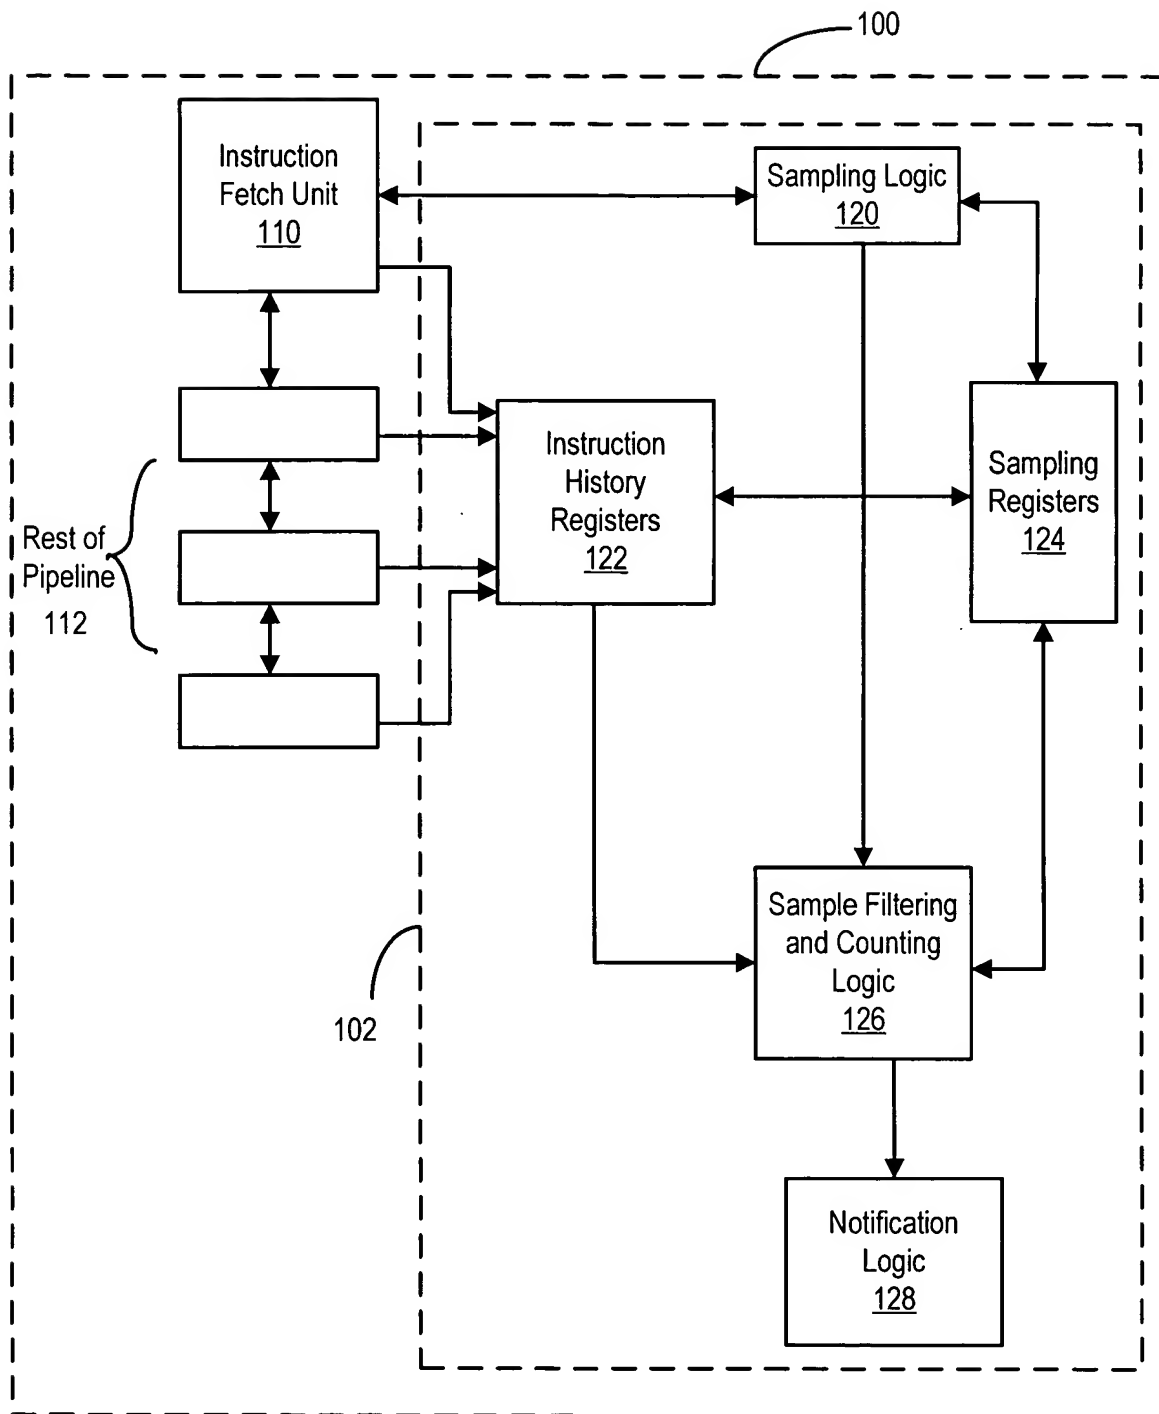 100
Instruction
Fetch Unit
110
Sampling Logic
120
Instruction
History
Registers
122
Sampling
Registers
124
Rest of
Pipeline
112
Sample Filtering
and Counting
Logic
126
102
Notification
Logic
128